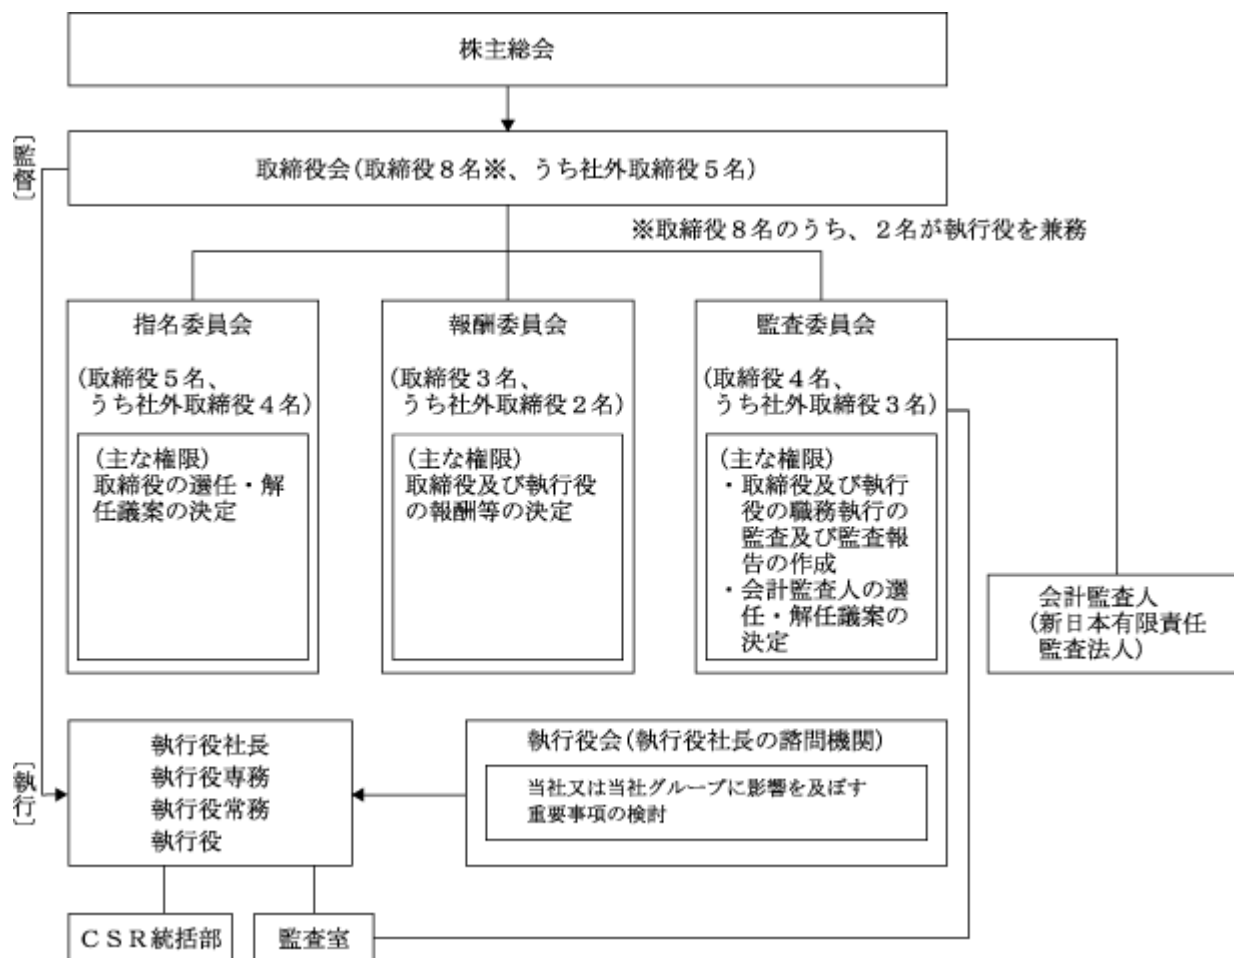 株主総会
[監督]
取締役会(取締役8名※、うち社外取締役5名)
※取締役8名のうち、2名が執行役を兼務
指名委員会
(取締役5名、
うち社外取締役4名)
(主な権限)
取締役の選任・解
任議案の決定
報酬委員会
(取締役3名、
うち社外取締役2名)
(主な権限)
取締役及び執行役
の報酬等の決定
監査委員会
(取締役4名、
うち社外取締役3名)
(主な権限)
・取締役及び執行
役の職務執行の
監査及び監査報
告の作成
・会計監査人の選
任・解任議案の
決定
会計監査人
(新日本有限責任
監査法人)
[執行]
執行役社長
執行役専務
執行役常務
執行役
執行役会(執行役社長の諮問機関)
当社又は当社グループに影響を及ぼす
重要事項の検討
CSR統括部
監査室